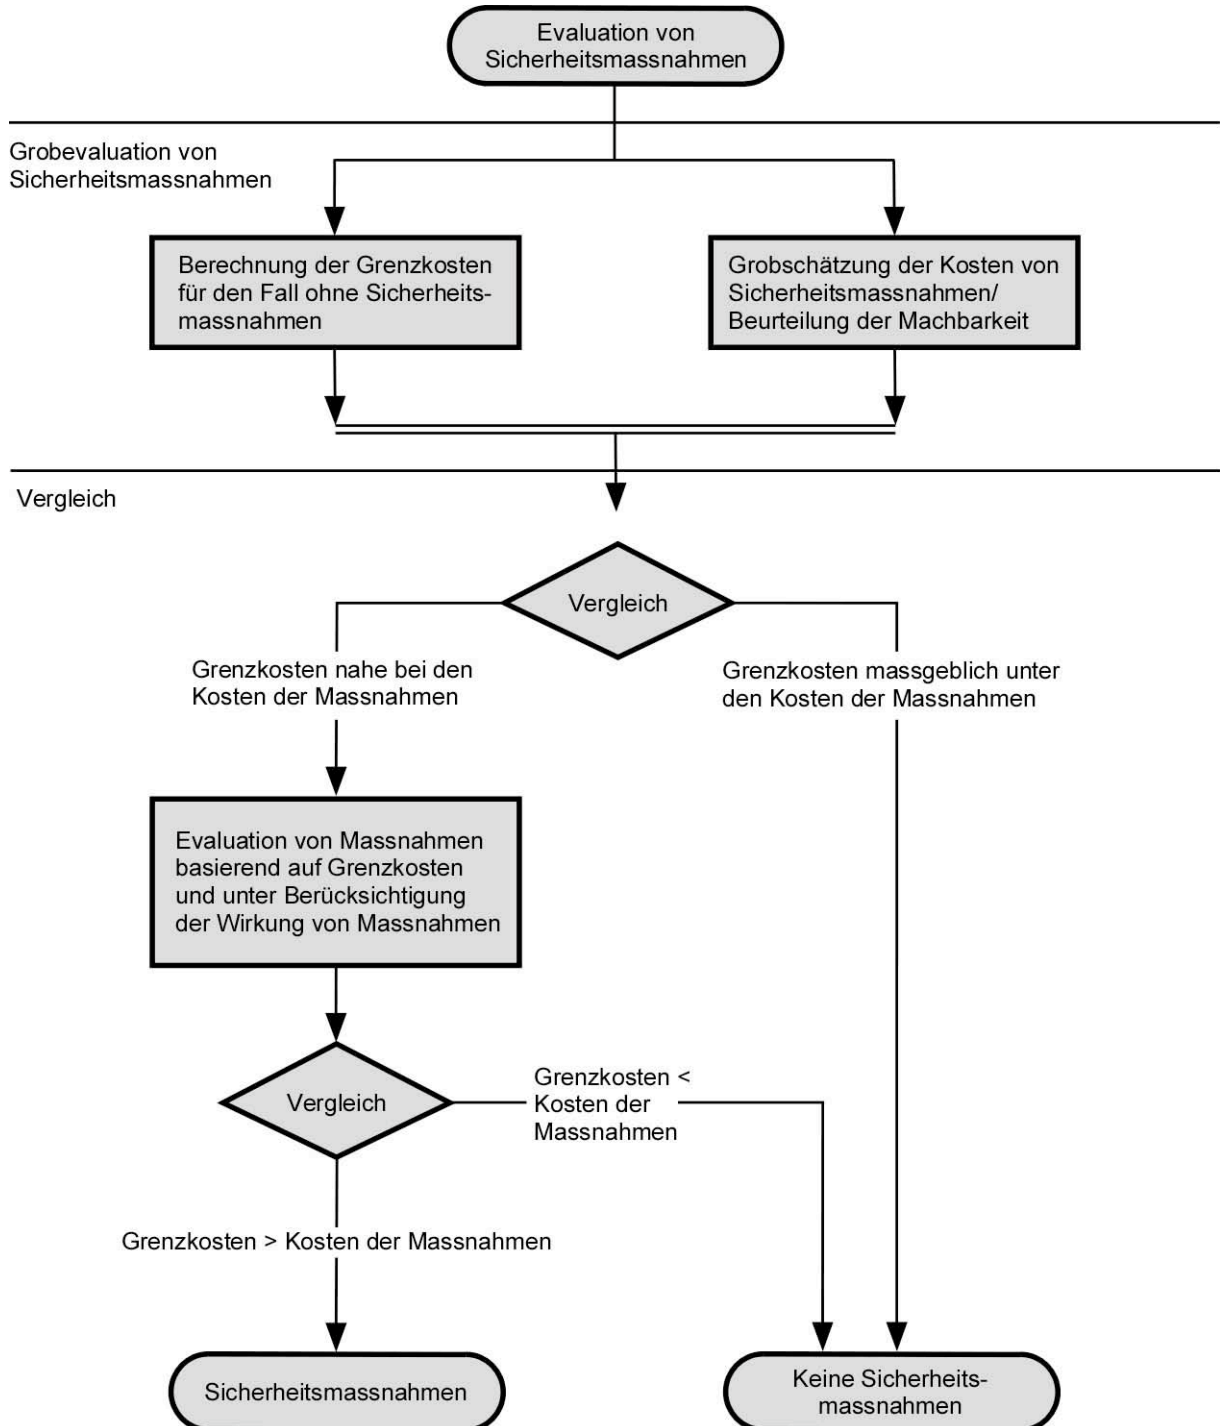 Evaluation von
Sicherheitsmassnahmen
Grobevaluation von
Sicherheitsmassnahmen
Berechnung der Grenzkosten
für den Fall ohne Sicherheits-
massnahmen
Grobschätzung der Kosten von
Sicherheitsmassnahmen/
Beurteilung der Machbarkeit
Vergleich
Vergleich
Grenzkosten nahe bei den
Kosten der Massnahmen
Grenzkosten massgeblich unter
den Kosten der Massnahmen
Evaluation von Massnahmen
basierend auf Grenzkosten
und unter Berücksichtigung
der Wirkung von Massnahmen
Vergleich
Grenzkosten <
Kosten der
Massnahmen
Grenzkosten > Kosten der Massnahmen
Sicherheitsmassnahmen
Keine Sicherheits-
massnahmen